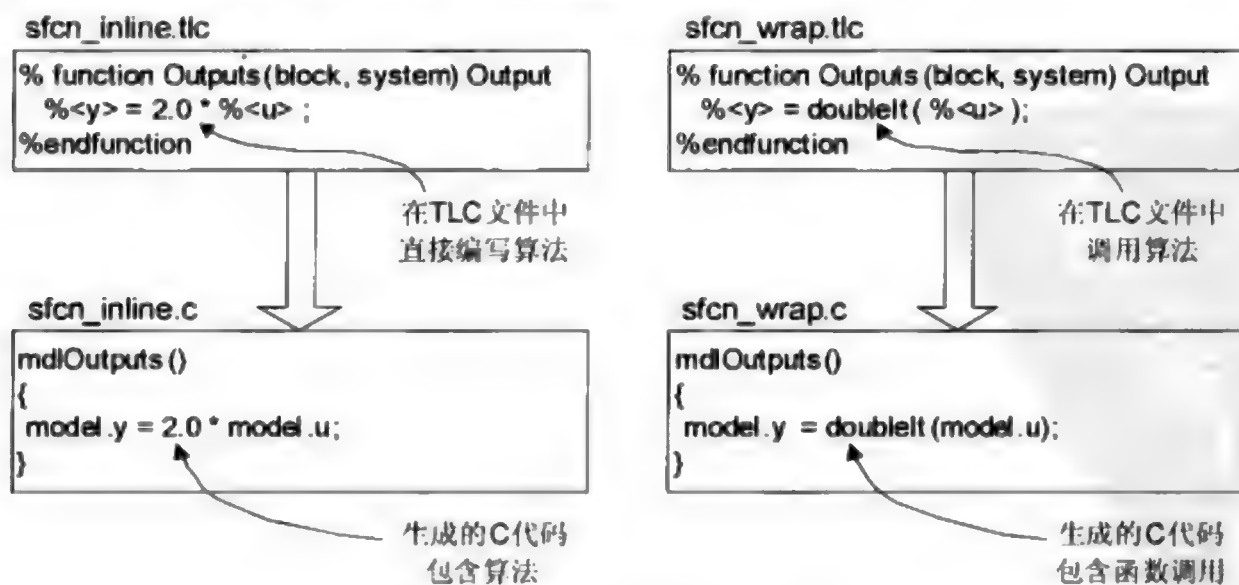 sfcn_inline.tlc
% function Outputs(block, system) Output
%<y> = 2.0 * %<u> ;
%endfunction
在TLC文件中
直接编写算法
sfcn_inline.c
mdlOutputs()
{
model.y = 2.0 * model.u;
}
生成的C代码
包含算法
sfcn_wrap.tlc
% function Outputs(block, system) Output
%<y> = doubleIt( %<u> );
%endfunction
在TLC文件中
调用算法
sfcn_wrap.c
mdlOutputs()
{
model.y = doubleIt(model.u);
}
生成的C代码
包含函数调用